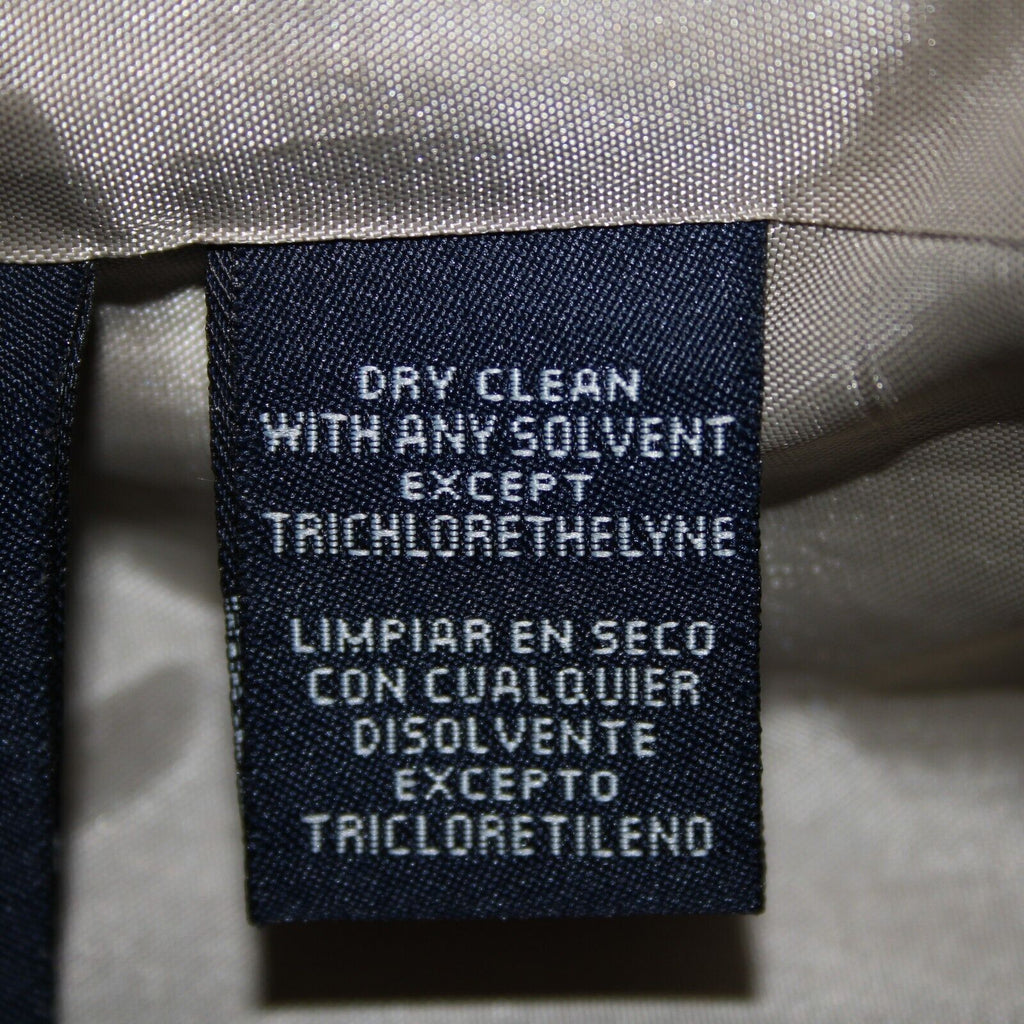 DRY CLEAN
WITH ANY SOLVENT
EXCEPT
TRICHLORETHELYNE
LIMPIAR EN SECO
CON CUALQUIER
DISOLVENTE
EXCEPTO
TRICLORETILENO